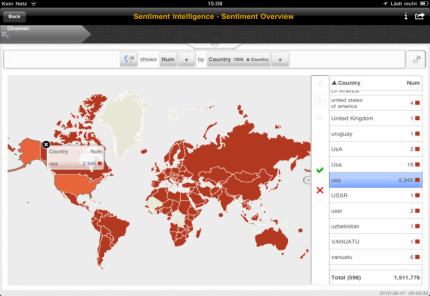 Kein Netz
15:08
Lädt nicht
Back
Sentiment Intelligence - Sentiment Overview
Channel:
shows Num + by Country 1000 ▲ Country +
▲ Country Num
of America
united states of america 4
United Kingdom 1
uruguay 1
UsA 2
Usa 19
usa 2,345
USSR 1
ussr 2
uzbekistan 1
VANUATU 1
vanuatu 6
Total (598) 1,511,776
Country Num
usa 2,345